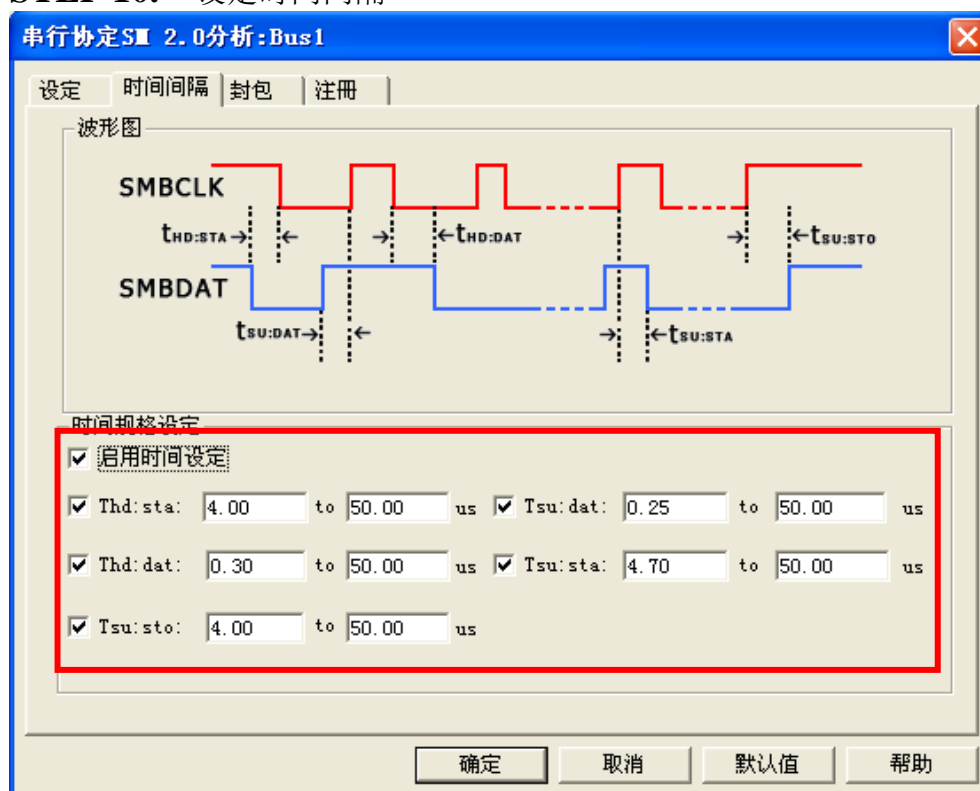 串行协定SM 2.0分析:Bus1
设定 时间间隔 封包 注册
波形图
SMBCLK
tHD:STA → ← → ←tHD:DAT → ←tSU:STO
SMBDAT
tSU:DAT→ ← → ←tSU:STA
时间规格设定
启用时间设定
Thd:sta: 4.00 to 50.00 us Tsu:dat: 0.25 to 50.00 us
Thd:dat: 0.30 to 50.00 us Tsu:sta: 4.70 to 50.00 us
Tsu:sto: 4.00 to 50.00 us
确定 取消 默认值 帮助